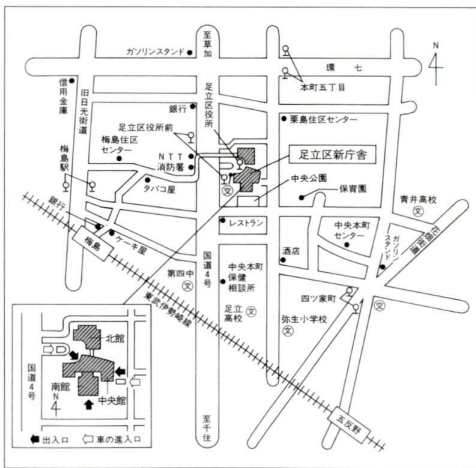 至草加
ガソリンスタンド
環七
N
信用金庫
旧日光街道
銀行
足立区役所
本町五丁目
足立区役所前
栗島住区センター
梅島住区
センター
NTT
消防署
足立区新庁舎
梅島駅
タバコ屋
文
中央公園
保育園
青井高校
文
銀行
レストラン
ケーキ屋
梅島
中央本町
センター
ガソリン
スタンド
第四中
文
国道4号
酒店
中央本町
保健
相談所
四ツ家町
東武伊勢崎線
足立
高校
文
弥生小学校
文
文
北館
国道4号
南館
N
中央館
出入口
車の進入口
至千住
五反野